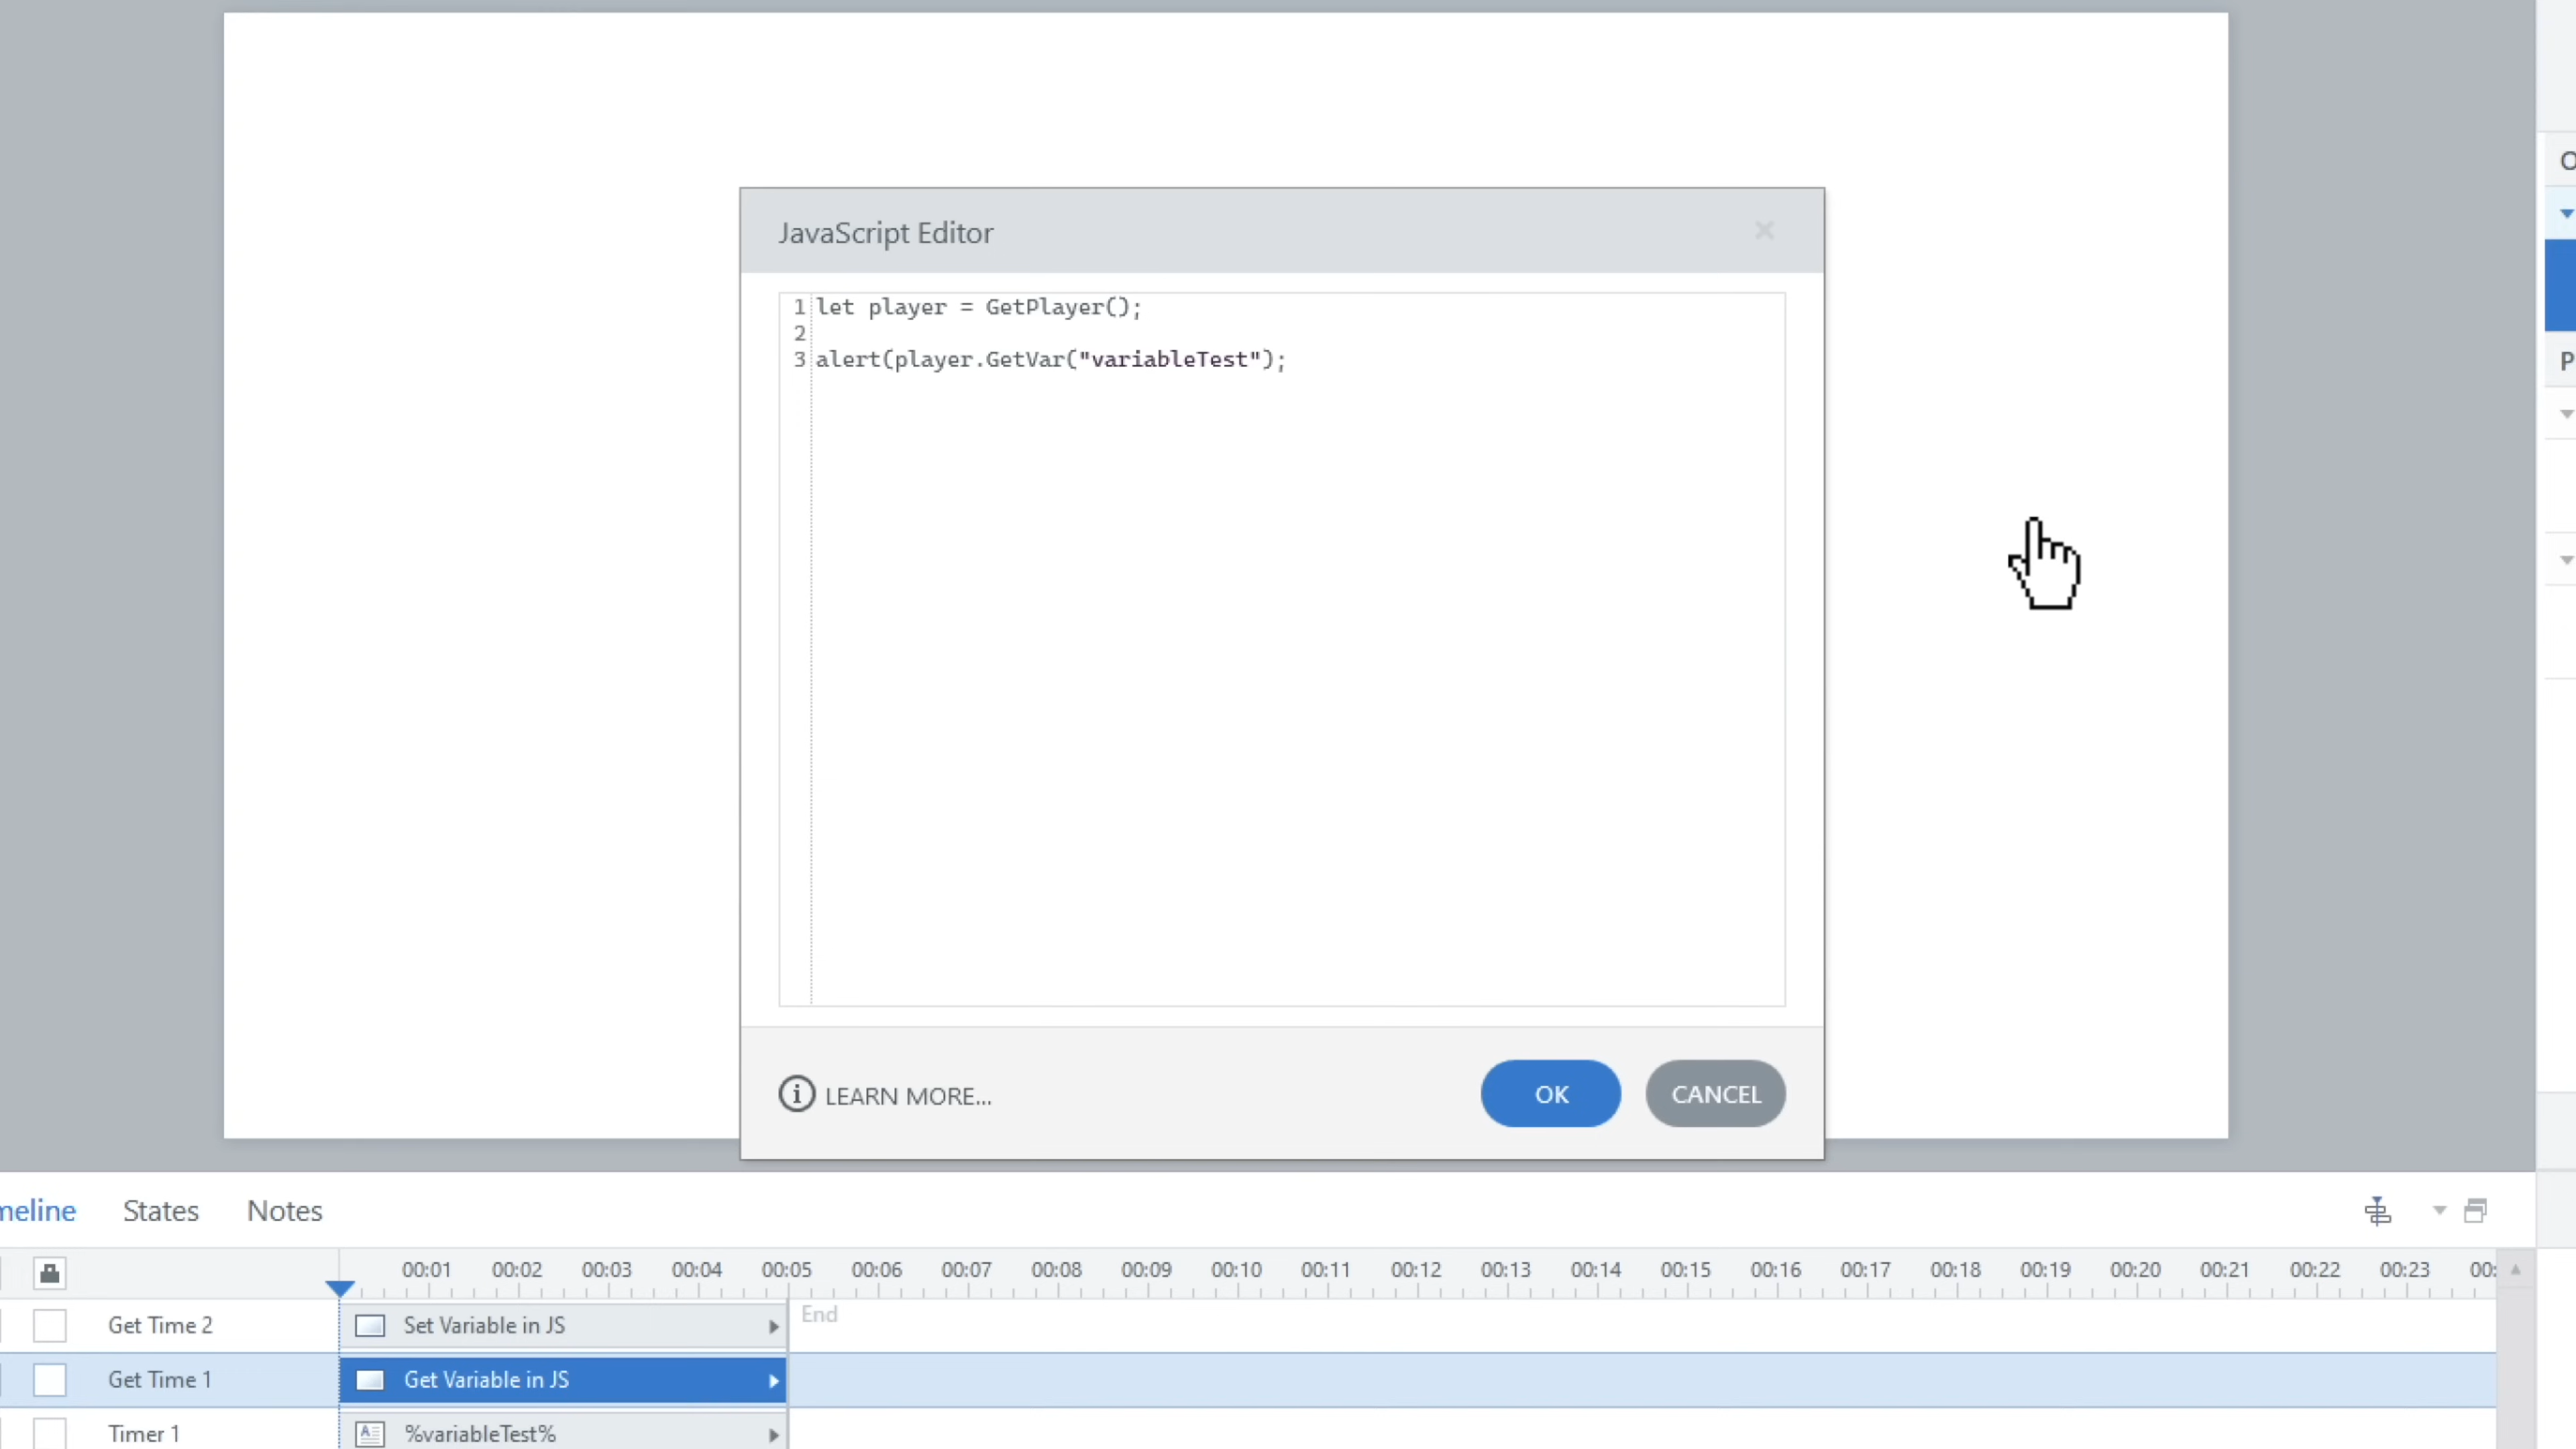 JavaScript Editor
1 let player = GetPlayer();
2
3 alert(player.GetVar("variableTest");
LEARN MORE...
OK
CANCEL
meline States Notes
00:01 00:02 00:03 00:04 00:05 00:06 00:07 00:08 00:09 00:10 00:11 00:12 00:13 00:14 00:15 00:16 00:17 00:18 00:19 00:20 00:21 00:22 00:23 00:
Get Time 2 Set Variable in JS End
Get Time 1 Get Variable in JS
Timer 1 %variableTest%
P